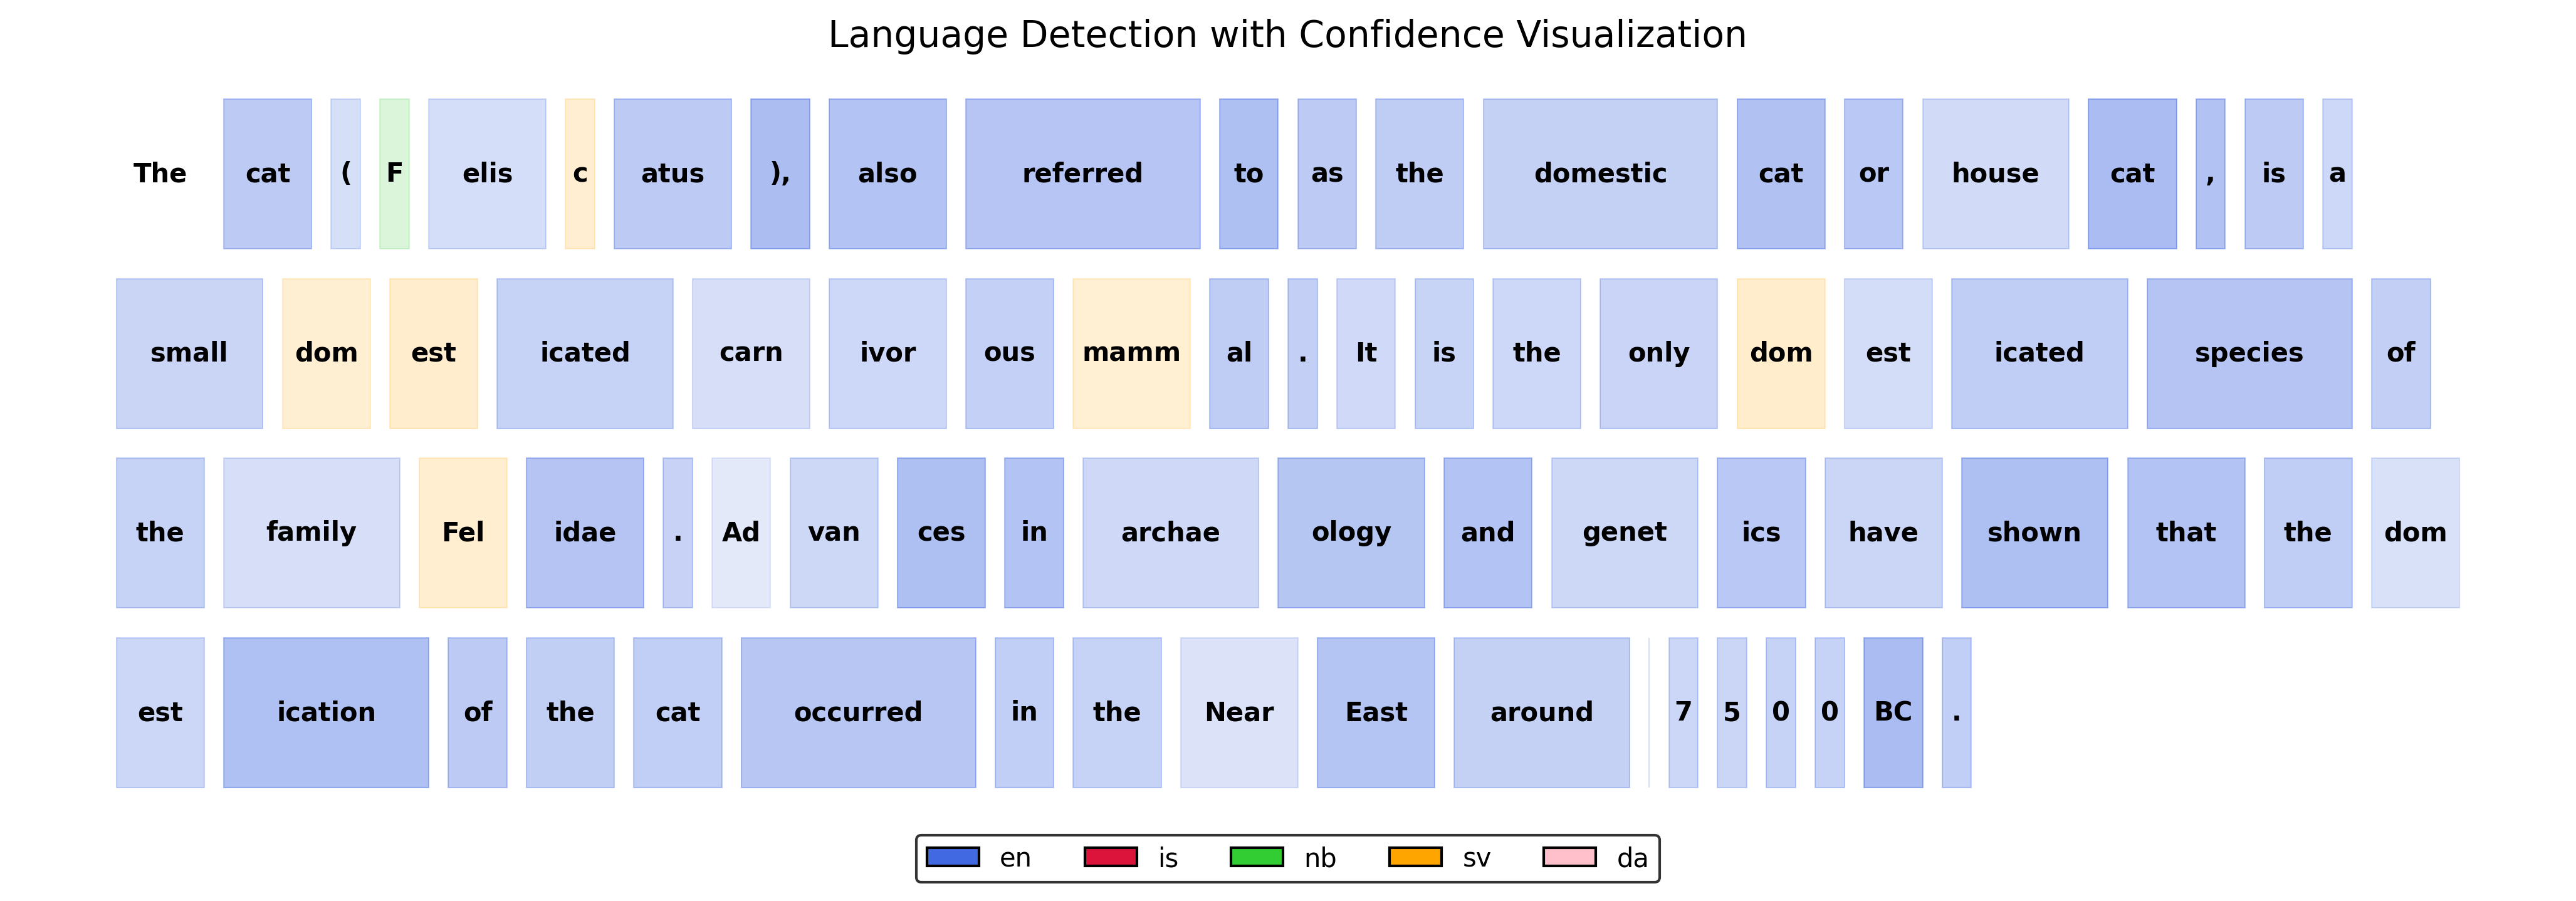 Language Detection with Confidence Visualization
The cat ( F elis c atus ), also referred to as the domestic cat or house cat , is a
small dom est icated carn ivor ous mamm al . It is the only dom est icated species of
the family Fel idae . Ad van ces in archae ology and genet ics have shown that the dom
est ication of the cat occurred in the Near East around 7 5 0 0 BC .
en is nb sv da